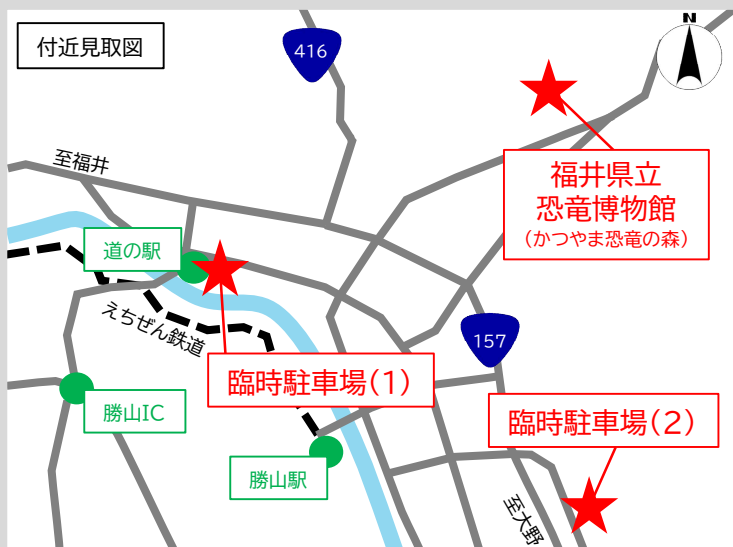 付近見取図
416
N
至福井
福井県立
恐竜博物館
(かつやま恐竜の森)
道の駅
えちぜん鉄道
157
臨時駐車場(1)
勝山IC
臨時駐車場(2)
勝山駅
至大野